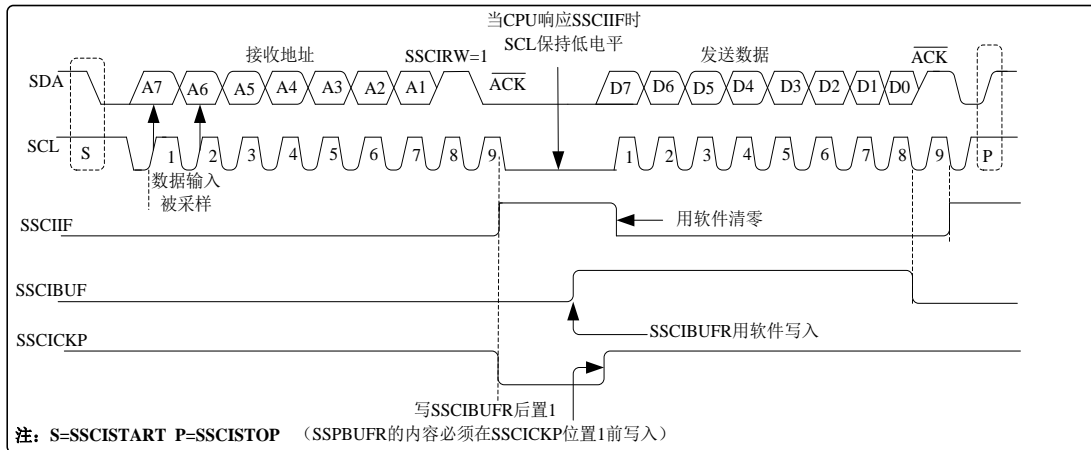 当CPU响应SSCIIF时
SCL保持低电平
接收地址
SSCIRW=1
发送数据
ACK
SDA
A7 A6 A5 A4 A3 A2 A1
ACK
D7 D6 D5 D4 D3 D2 D1 D0
SCL
S 1 2 3 4 5 6 7 8 9 1 2 3 4 5 6 7 8 9 P
数据输入
被采样
SSCIIF
用软件清零
SSCIBUF
SSCIBUFR用软件写入
SSCICKP
写SSCIBUFR后置1
注：S=SSCISTART P=SSCISTOP （SSPBUFR的内容必须在SSCICKP位置1前写入）